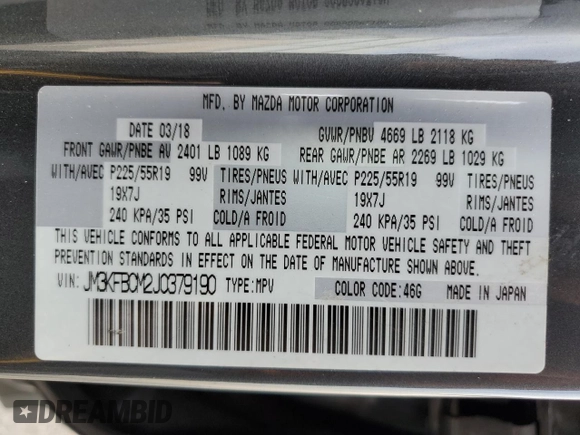 MFD. BY MAZDA MOTOR CORPORATION
DATE 03/18 GVWR/PNBV 4669 LB 2118 KG
FRONT GAWR/PNBE AV 2401 LB 1089 KG REAR GAWR/PNBE AR 2269 LB 1029 KG
WITH/AVEC P225/55R19 99V TIRES/PNEUS WITH/AVEC P225/55R19 99V TIRES/PNEUS
19X7J RIMS/JANTES 19X7J RIMS/JANTES
240 KPA/35 PSI COLD/A FROID 240 KPA/35 PSI COLD/A FROID
THIS VEHICLE CONFORMS TO ALL APPLICABLE FEDERAL MOTOR VEHICLE SAFETY AND THEFT
PREVENTION STANDARDS IN EFFECT ON THE DATE OF MANUFACTURE SHOWN ABOVE.
VIN: JM3KFBCM2J0379190 TYPE:MPV COLOR CODE:46G MADE IN JAPAN
DREAMBID